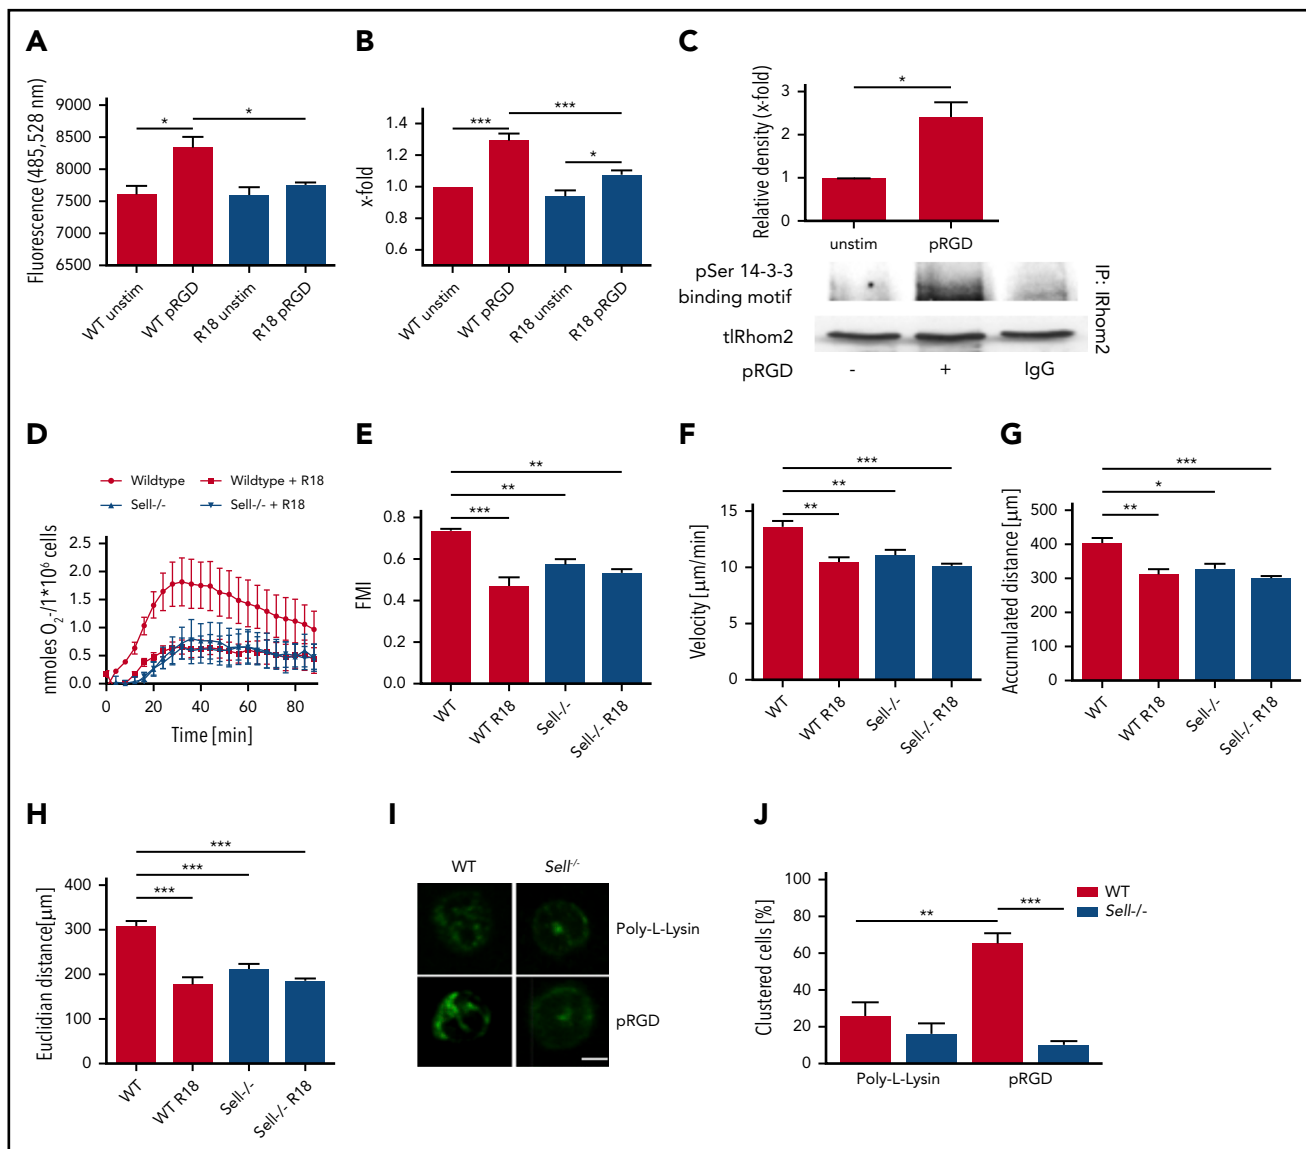 A
Fluorescence (485,528 nm)
9000
8500
8000
7500
7000
6500
*
*
WT unstim
WT pRGD
R18 unstim
R18 pRGD
B
x-fold
1.4
1.2
1.0
0.8
0.6
***
***
*
WT unstim
WT pRGD
R18 unstim
R18 pRGD
C
Relative density (x-fold)
3
2
1
0
*
unstim
pRGD
pSer 14-3-3
binding motif
tIRhom2
pRGD
-
+
IgG
IP: IRhom2
D
Wildtype
Wildtype + R18
Sell-/-
Sell-/- + R18
nmoles O2-/1*10⁶ cells
2.5
2.0
1.5
1.0
0.5
0.0
0
20
40
60
80
Time [min]
E
FMI
0.8
0.6
0.4
0.2
0.0
**
**
***
WT
WT R18
Sell-/-
Sell-/- R18
F
Velocity [μm/min]
15
10
5
0
***
**
**
WT
WT R18
Sell-/-
Sell-/- R18
G
Accumulated distance [μm]
500
400
300
200
100
0
***
*
**
WT
WT R18
Sell-/-
Sell-/- R18
H
Euclidian distance[μm]
400
300
200
100
0
***
***
***
WT
WT R18
Sell-/-
Sell-/- R18
I
WT
Sell-/-
Poly-L-Lysin
pRGD
J
Clustered cells [%]
100
80
60
40
20
0
**
***
WT
Sell-/-
Poly-L-Lysin
pRGD